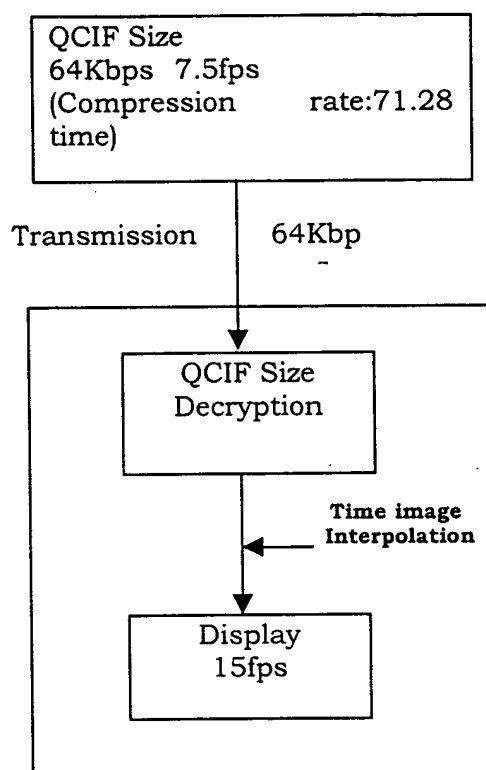 QCIF Size
64Kbps 7.5fps
(Compression rate:71.28
time)
Transmission 64Kbp
QCIF Size
Decryption
Time image
Interpolation
Display
15fps